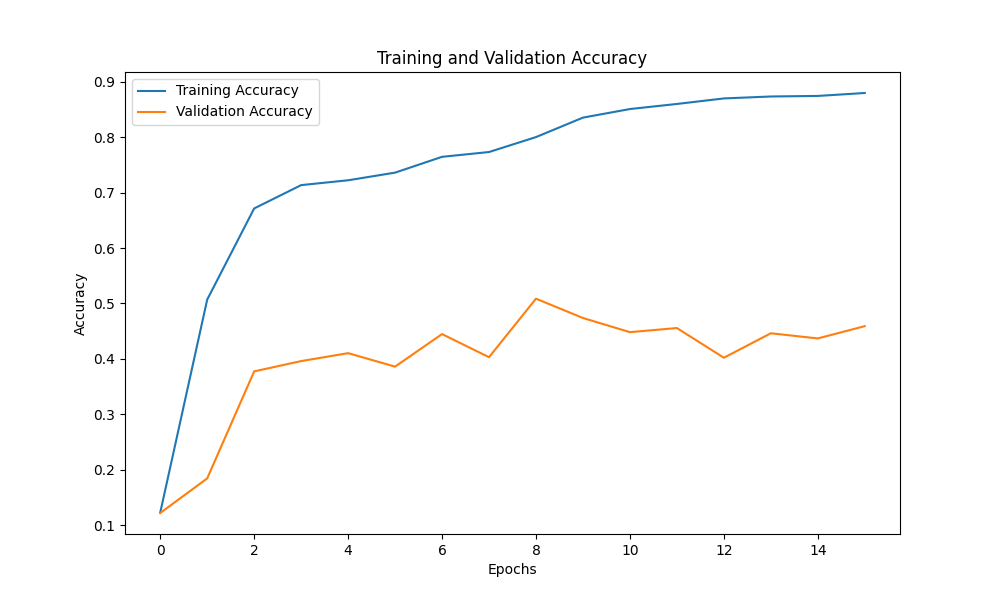 Training and Validation Accuracy
Training Accuracy
Validation Accuracy
0.9
0.8
0.7
0.6
0.5
0.4
0.3
0.2
0.1
Accuracy
0 2 4 6 8 10 12 14
Epochs